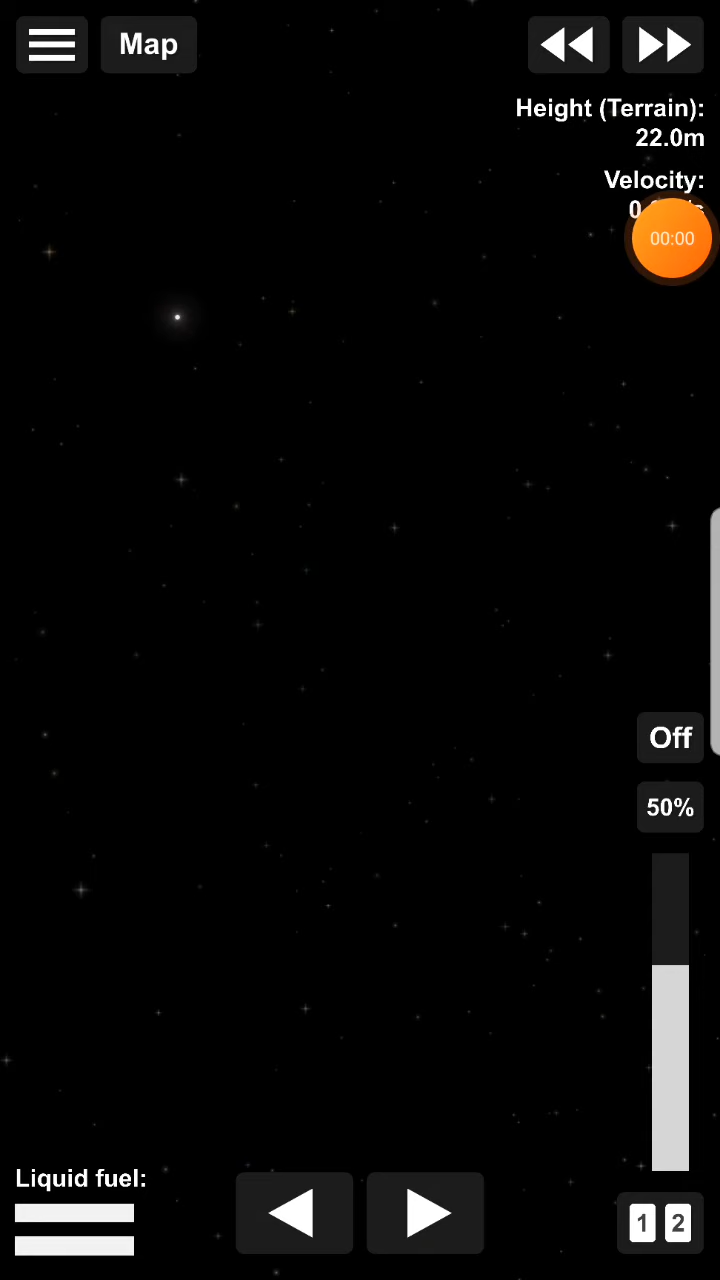 Map
Height (Terrain):
22.0m
Velocity:
00:00
Off
50%
Liquid fuel:
1 2